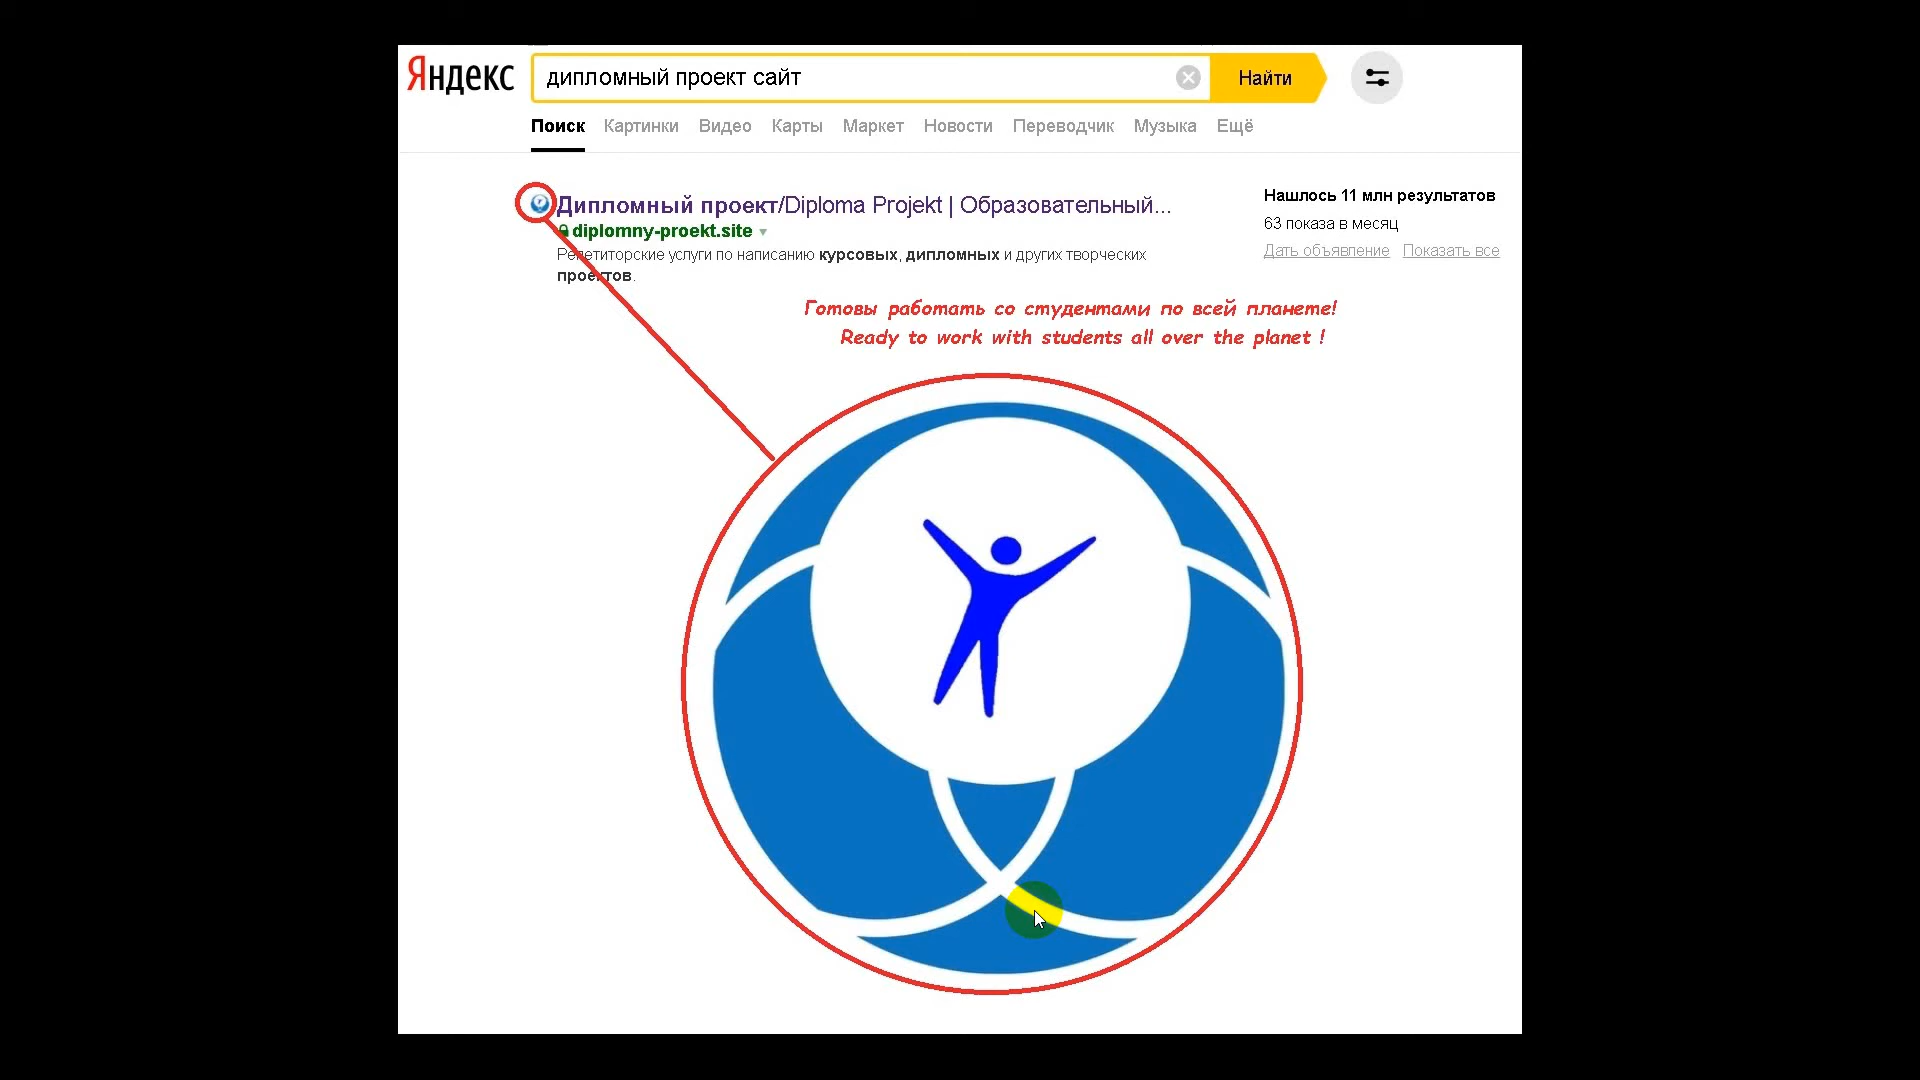 Яндекс
дипломный проект сайт
Найти
Поиск Картинки Видео Карты Маркет Новости Переводчик Музыка Ещё
Дипломный проект/Diploma Projekt | Образовательный...
diplomny-proekt.site
Репетиторские услуги по написанию курсовых, дипломных и других творческих
проектов.
Нашлось 11 млн результатов
63 показа в месяц
Дать объявление Показать все
Готовы работать со студентами по всей планете!
Ready to work with students all over the planet !